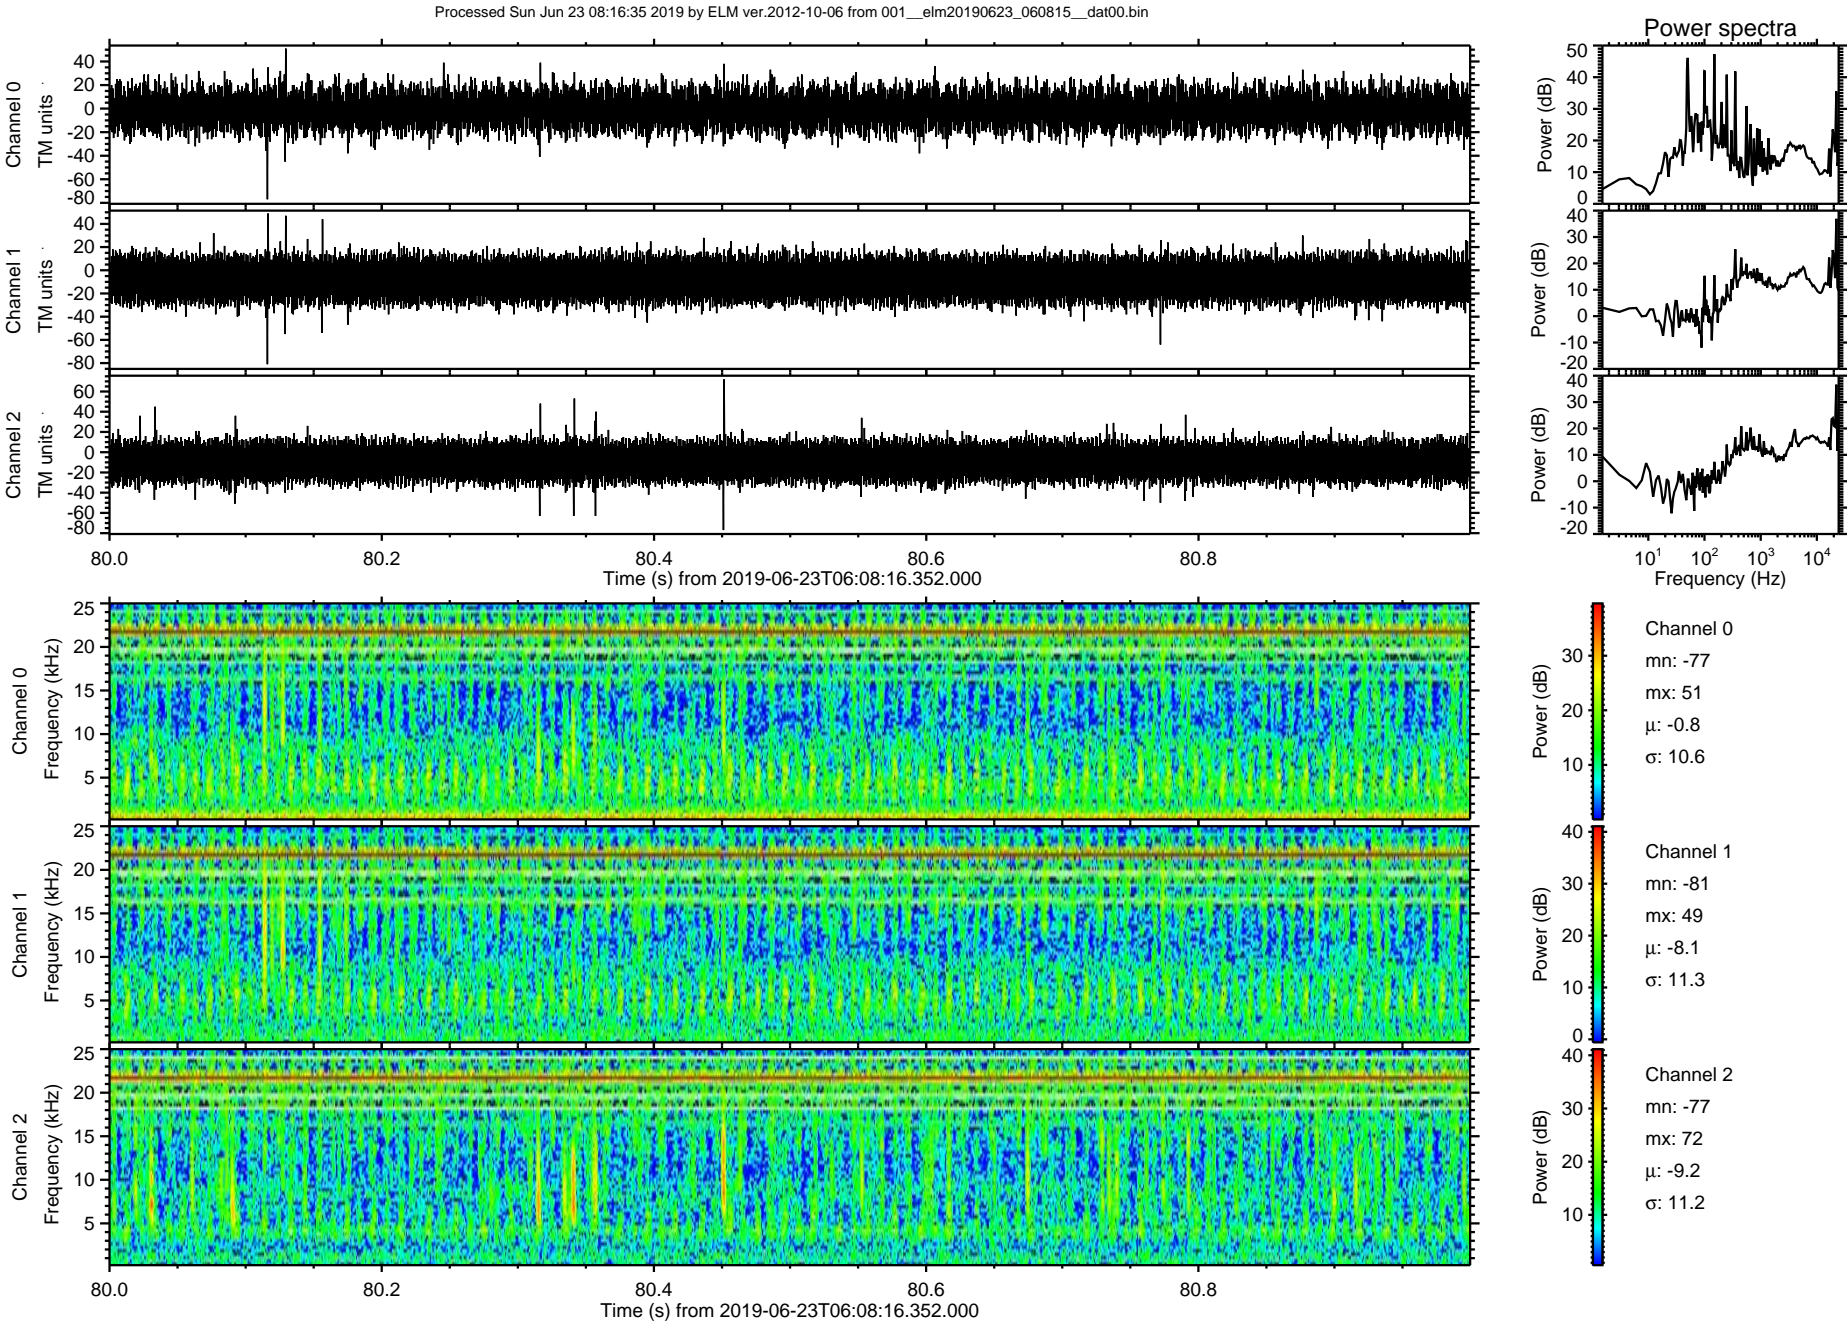 Processed Sun Jun 23 08:16:35 2019 by ELM ver.2012-10-06 from 001__elm20190623_060815__dat00.bin
Power spectra
Channel 0
TM units
40
20
0
-20
-40
-60
-80
Power (dB)
50
40
30
20
10
0
Channel 1
TM units
40
20
0
-20
-40
-60
-80
Power (dB)
40
30
20
10
0
-10
-20
Channel 2
TM units
60
40
20
0
-20
-40
-60
-80
Power (dB)
40
30
20
10
0
-10
-20
80.0 80.2 80.4 80.6 80.8
Time (s) from 2019-06-23T06:08:16.352.000
10¹ 10² 10³ 10⁴
Frequency (Hz)
Channel 0
Frequency (kHz)
25
20
15
10
5
Power (dB)
30
20
10
Channel 0
mn: -77
mx: 51
μ: -0.8
σ: 10.6
Channel 1
Frequency (kHz)
25
20
15
10
5
Power (dB)
40
30
20
10
0
Channel 1
mn: -81
mx: 49
μ: -8.1
σ: 11.3
Channel 2
Frequency (kHz)
25
20
15
10
5
Power (dB)
40
30
20
10
Channel 2
mn: -77
mx: 72
μ: -9.2
σ: 11.2
80.0 80.2 80.4 80.6 80.8
Time (s) from 2019-06-23T06:08:16.352.000